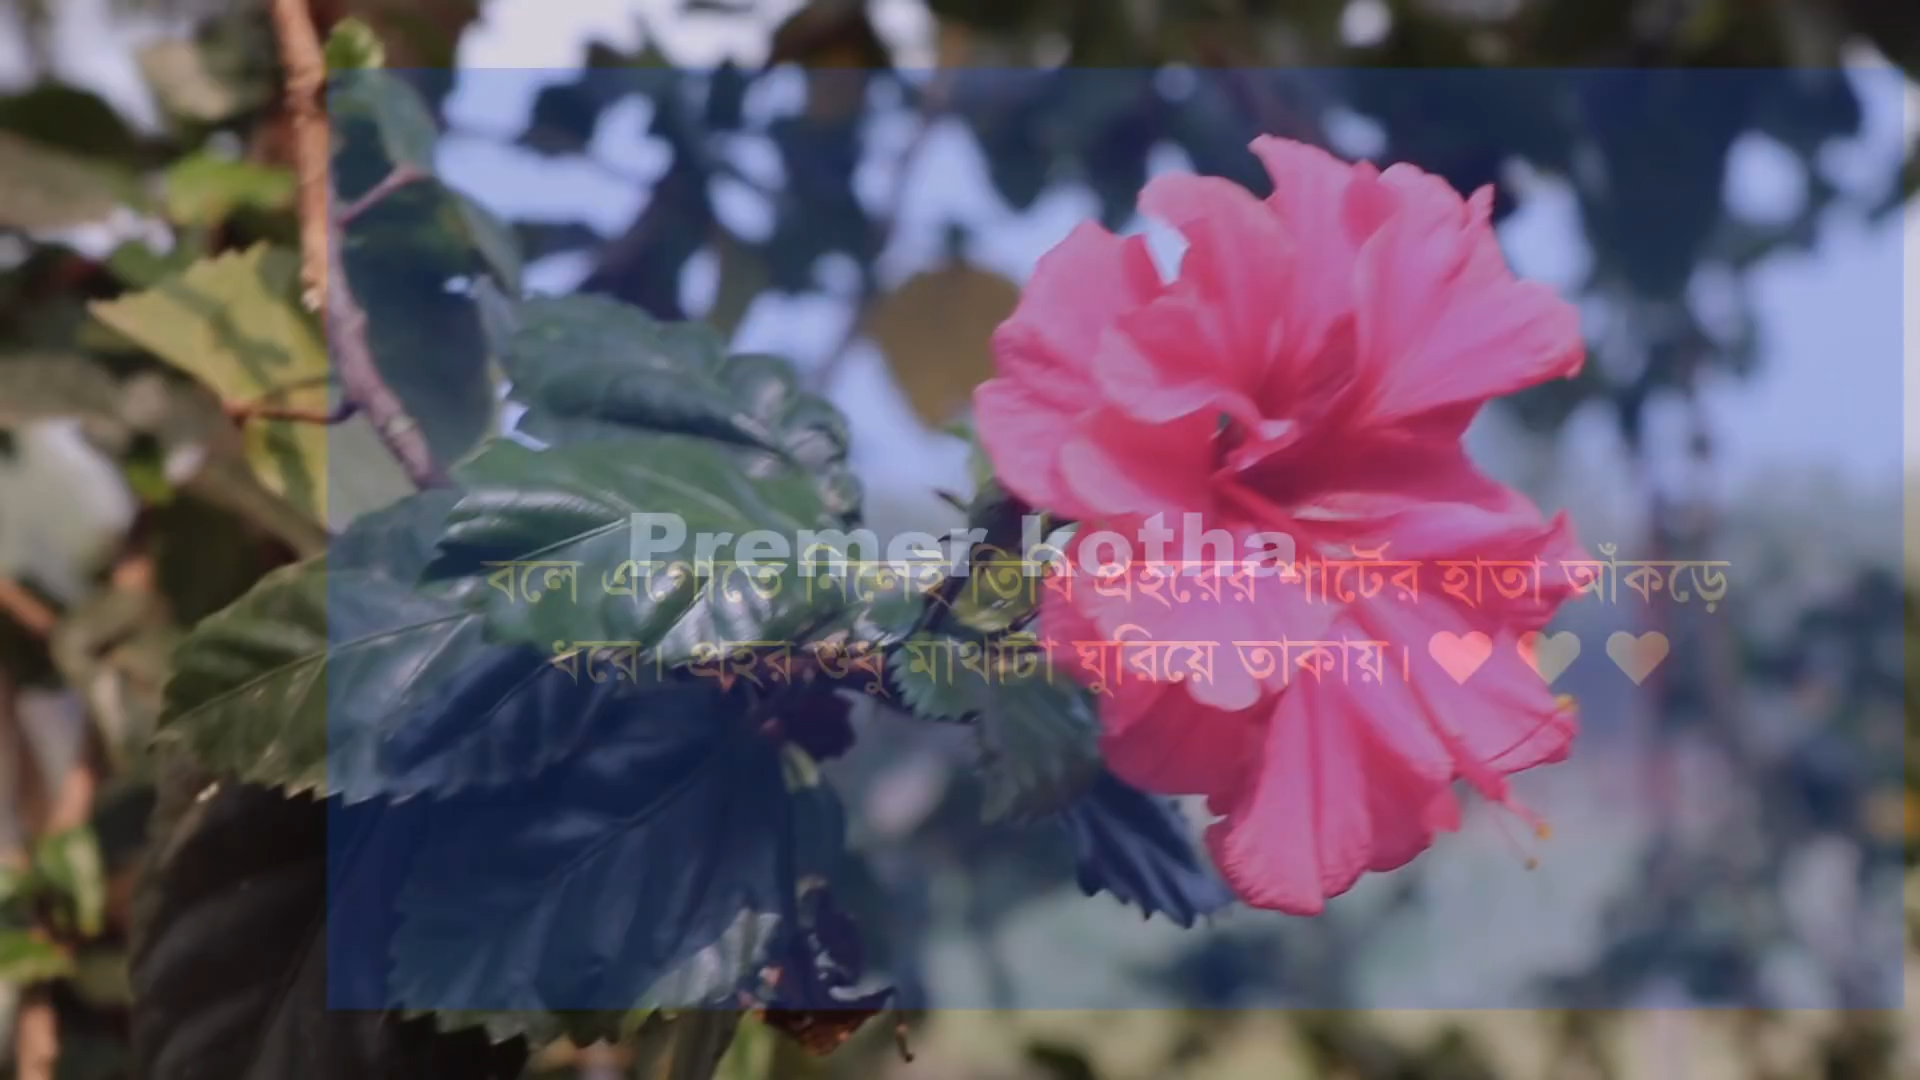 Premer kotha
বলে এগোতে নিলেই তিথি প্রহরের শার্টের হাতা আঁকড়ে
ধরে। প্রহর শুধু মাথাটা ঘুরিয়ে তাকায়। ❤️ 💚 🧡